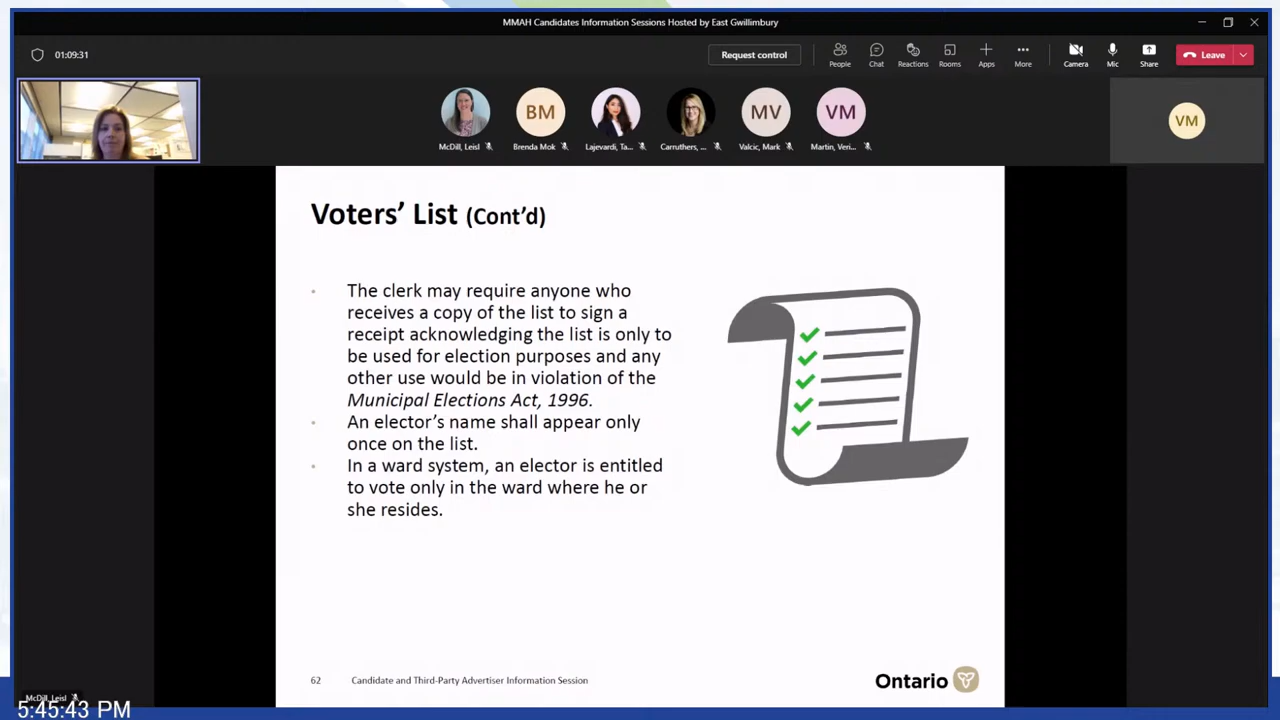 MMAH Candidates Information Sessions Hosted by East Gwillimbury
01:09:31
Request control
People
Chat
Reactions
Rooms
Apps
More
Camera
Mic
Share
Leave
BM
MV
VM
VM
McDill, Leisl
Brenda Mok
Lajevardi, Ta...
Carruthers, ...
Valcic, Mark
Martin, Veri...
Voters' List (Cont'd)
The clerk may require anyone who
receives a copy of the list to sign a
receipt acknowledging the list is only to
be used for election purposes and any
other use would be in violation of the
Municipal Elections Act, 1996.
An elector's name shall appear only
once on the list.
In a ward system, an elector is entitled
to vote only in the ward where he or
she resides.
62
Candidate and Third-Party Advertiser Information Session
Ontario
McDill, Leisl
5:45:43 PM